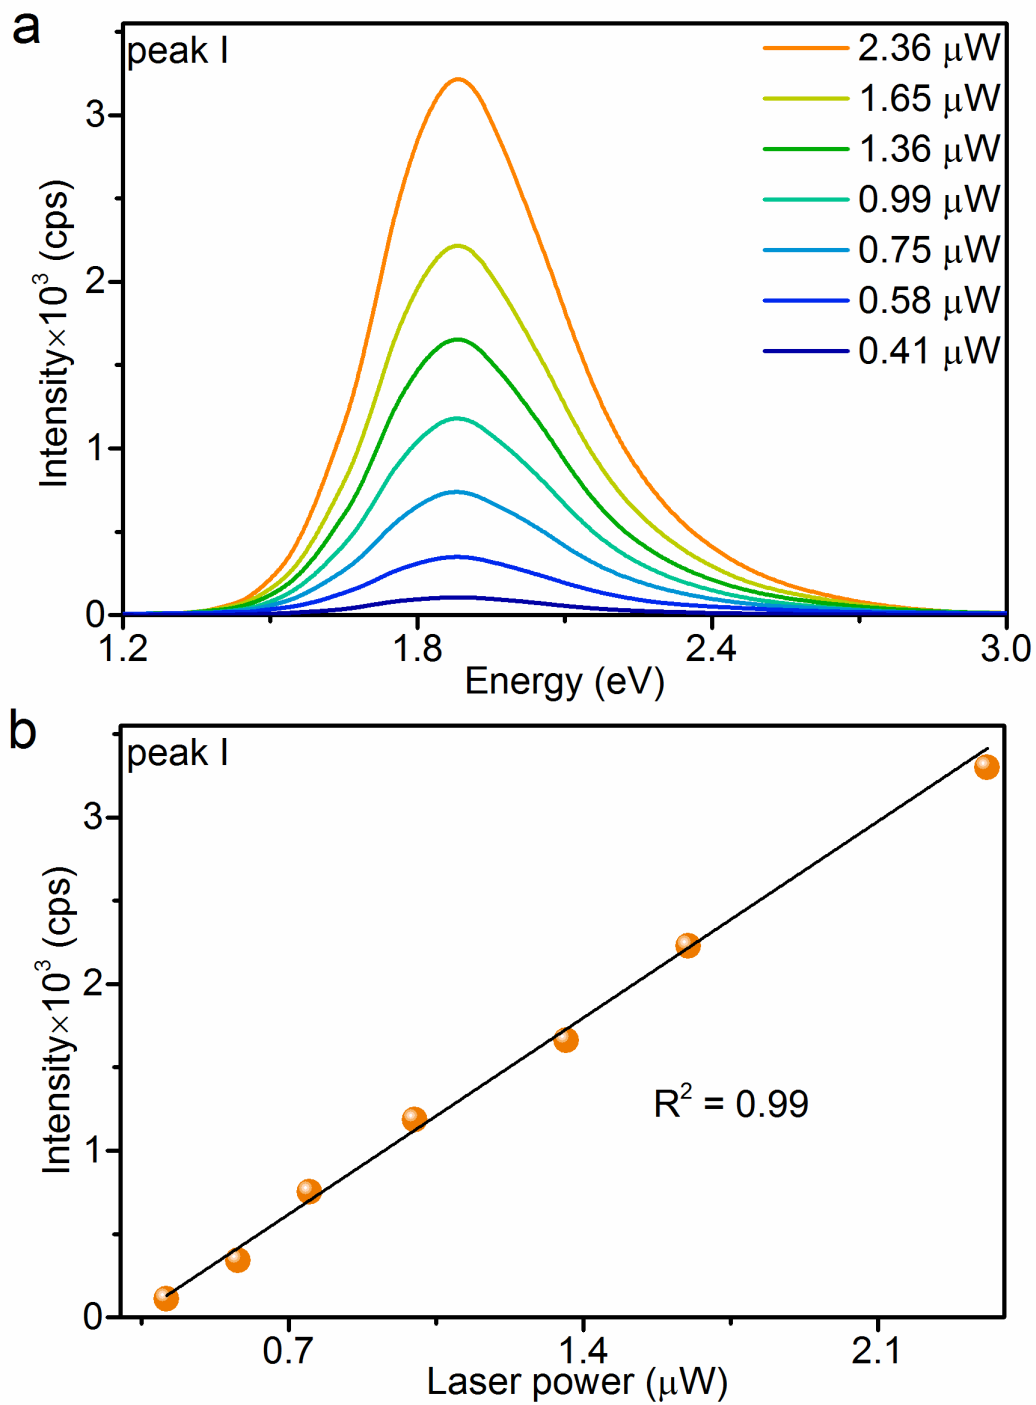 a
peak I
2.36 μW
1.65 μW
1.36 μW
0.99 μW
0.75 μW
0.58 μW
0.41 μW
Intensity×10³ (cps)
3
2
1
0
1.2 1.8 2.4 3.0
Energy (eV)
b
peak I
Intensity×10³ (cps)
3
2
1
0
R² = 0.99
0.7 1.4 2.1
Laser power (μW)